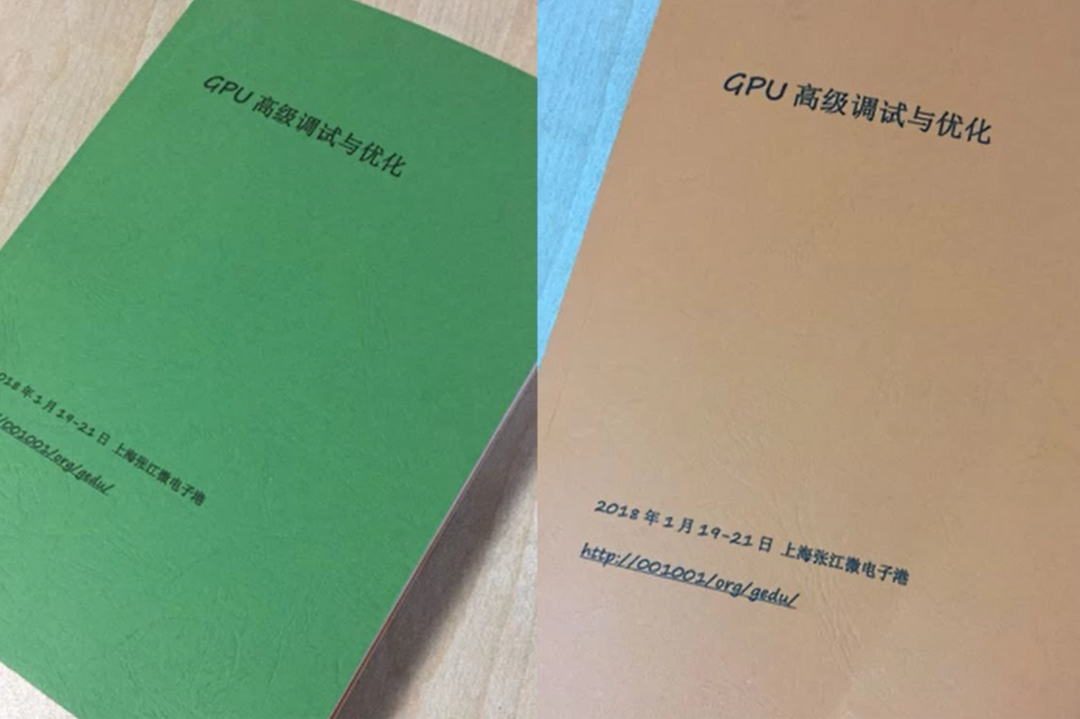 GPU 高级调试与优化
018 年 1 月 19-21 日 上海张江微电子港
/001001/org/gedu/
GPU 高级调试与优化
2018 年 1 月 19-21 日 上海张江微电子港
http://001001/org/gedu/